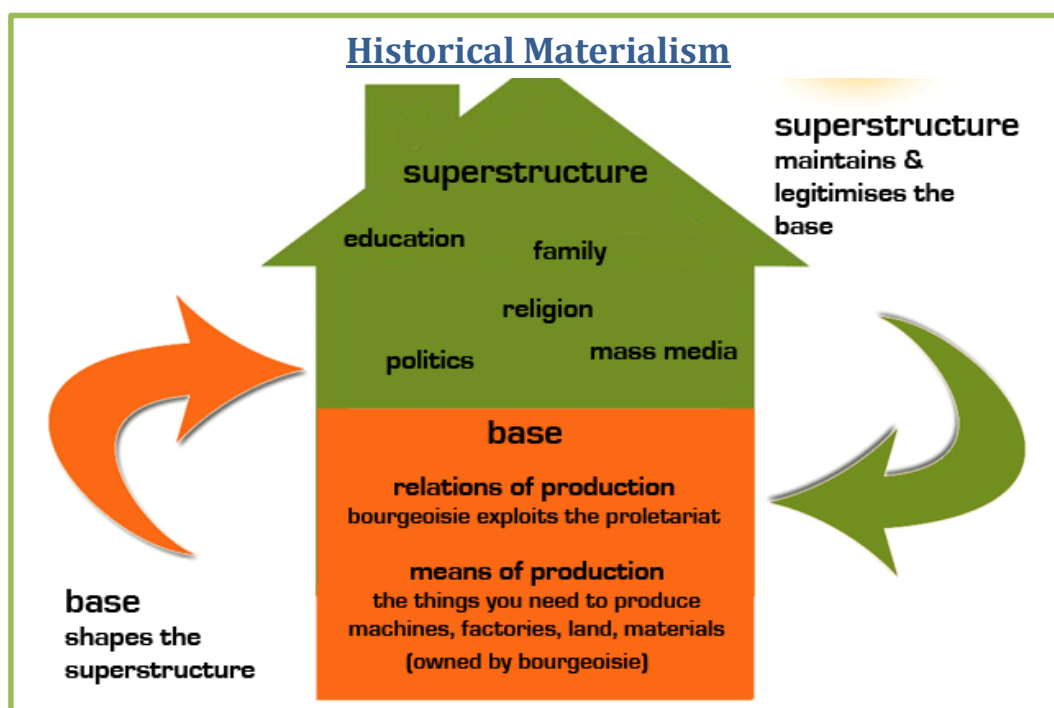 Historical Materialism
superstructure
education
family
religion
politics
mass media
superstructure
maintains &
legitimises the
base
base
relations of production
bourgeoisie exploits the proletariat
means of production
the things you need to produce
machines, factories, land, materials
(owned by bourgeoisie)
base
shapes the
superstructure